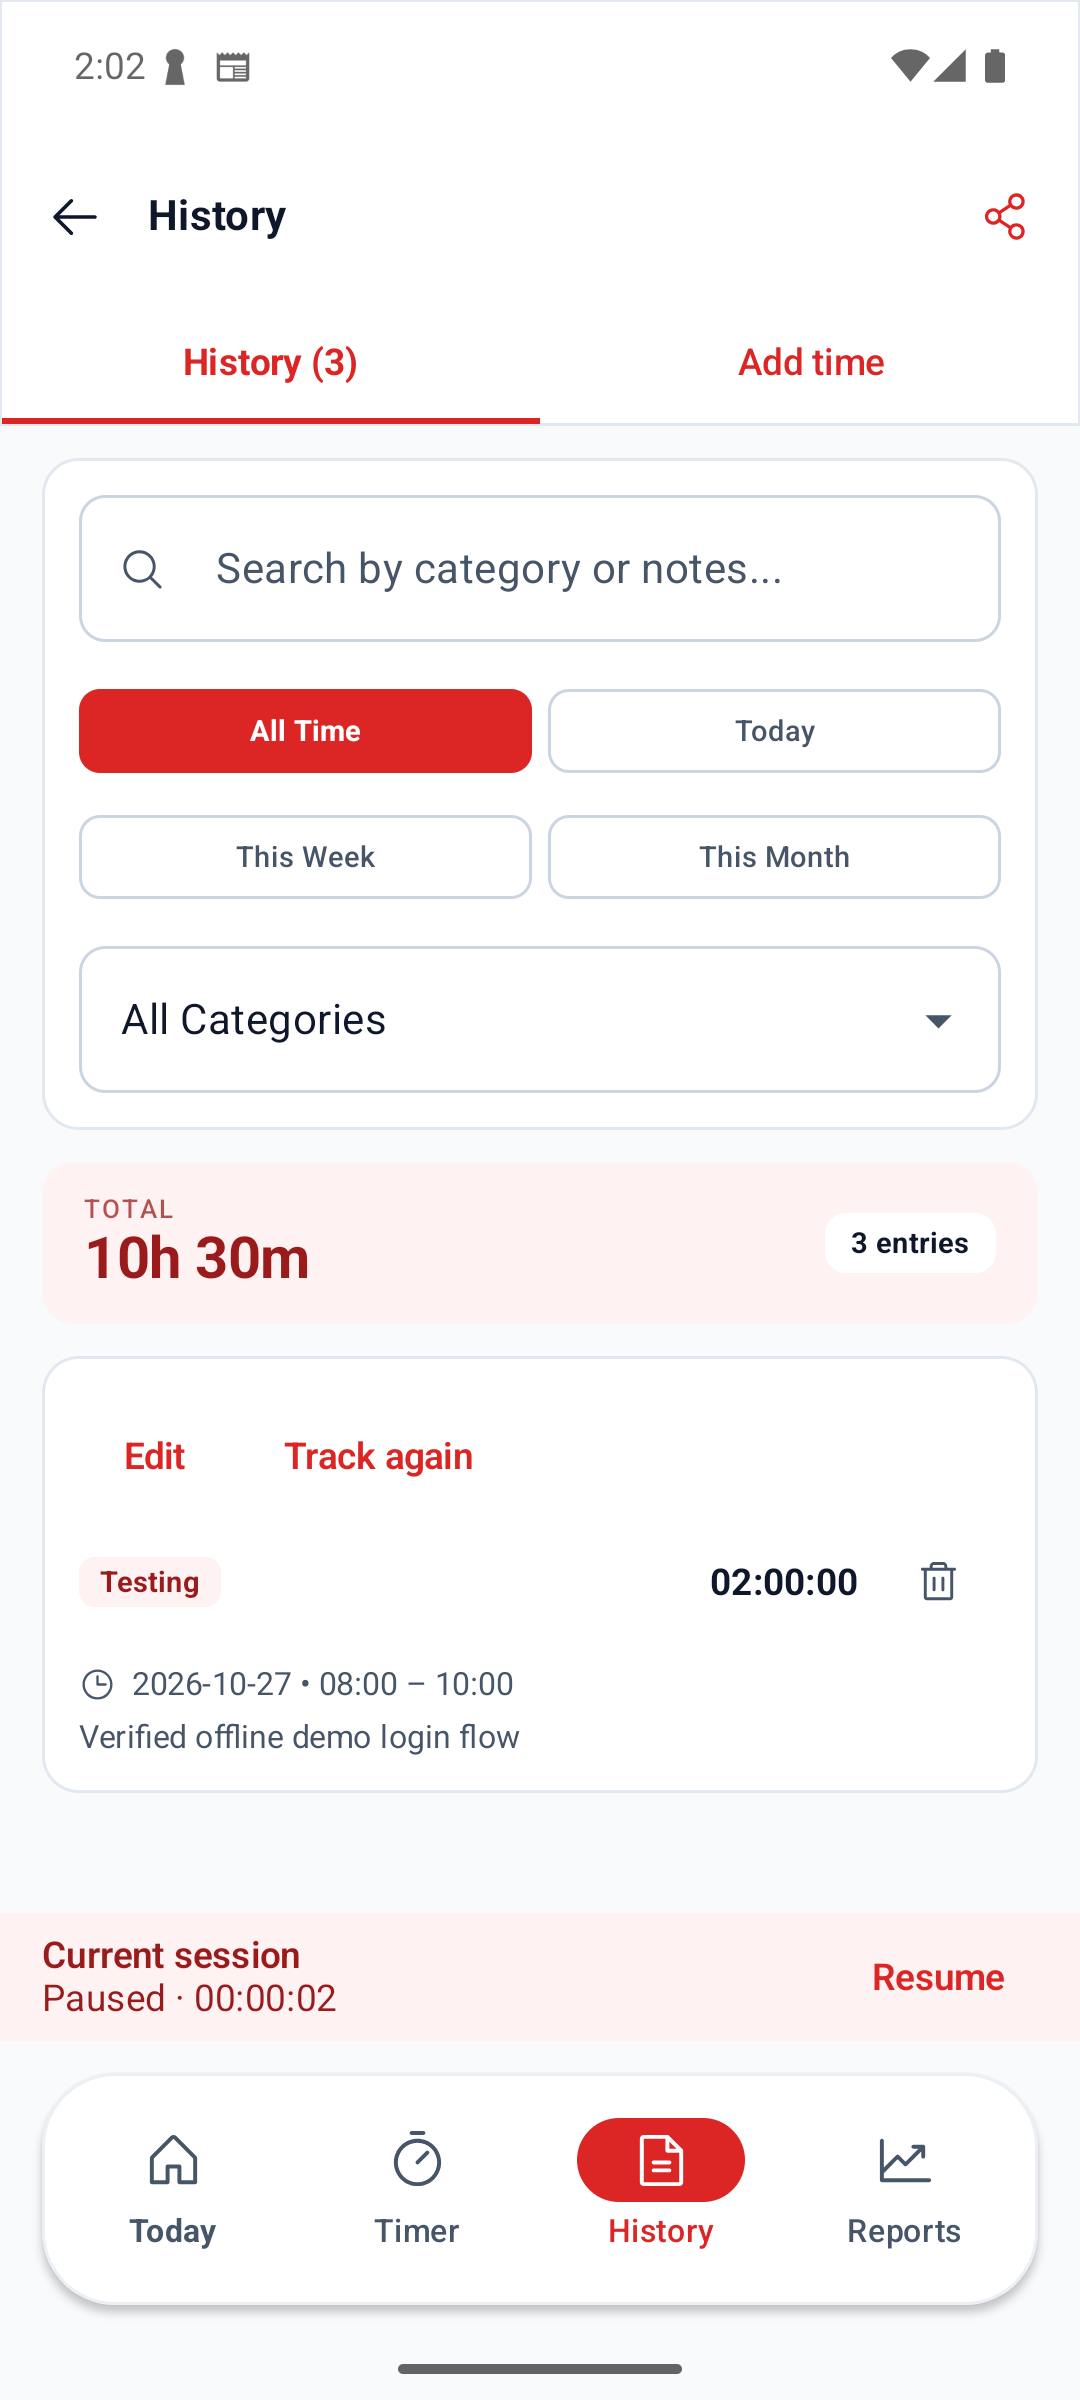 2:02
History
History (3)
Add time
Search by category or notes...
All Time
Today
This Week
This Month
All Categories
TOTAL
10h 30m
3 entries
Edit
Track again
Testing
02:00:00
2026-10-27 • 08:00 – 10:00
Verified offline demo login flow
Current session
Paused · 00:00:02
Resume
Today
Timer
History
Reports